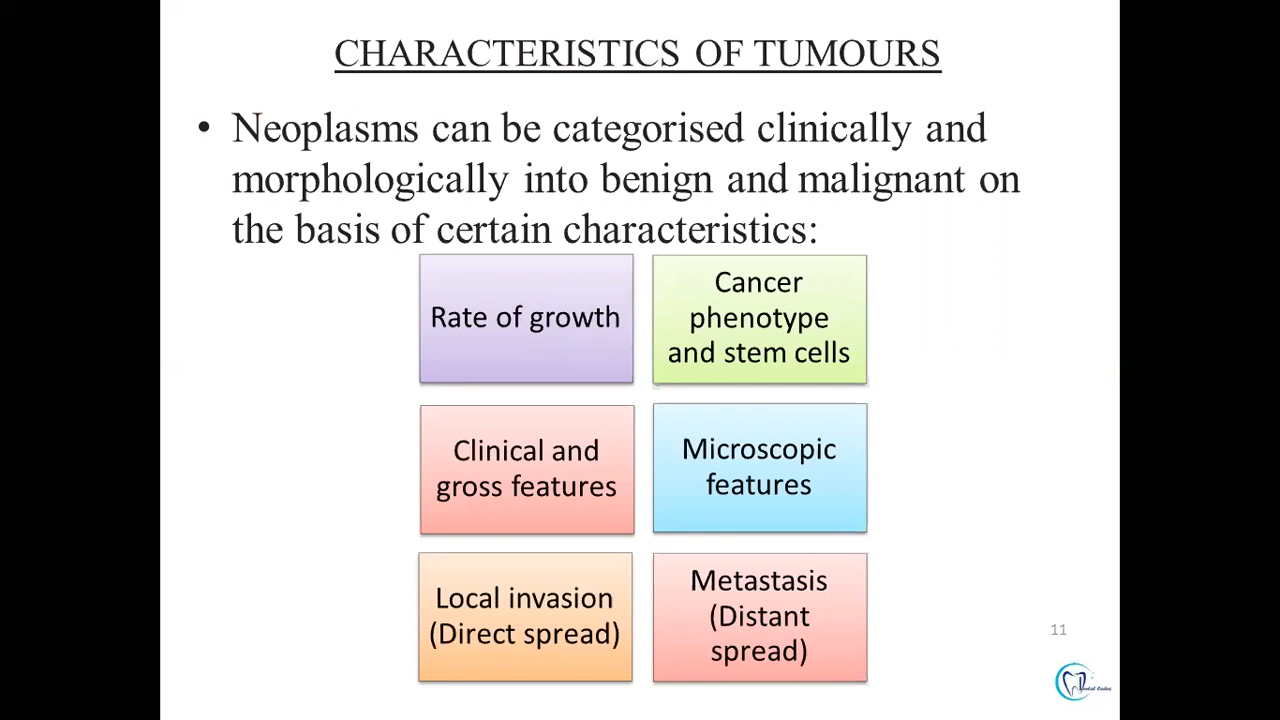 CHARACTERISTICS OF TUMOURS
• Neoplasms can be categorised clinically and
morphologically into benign and malignant on
the basis of certain characteristics:
Rate of growth
Cancer
phenotype
and stem cells
Clinical and
gross features
Microscopic
features
Local invasion
(Direct spread)
Metastasis
(Distant
spread)
11